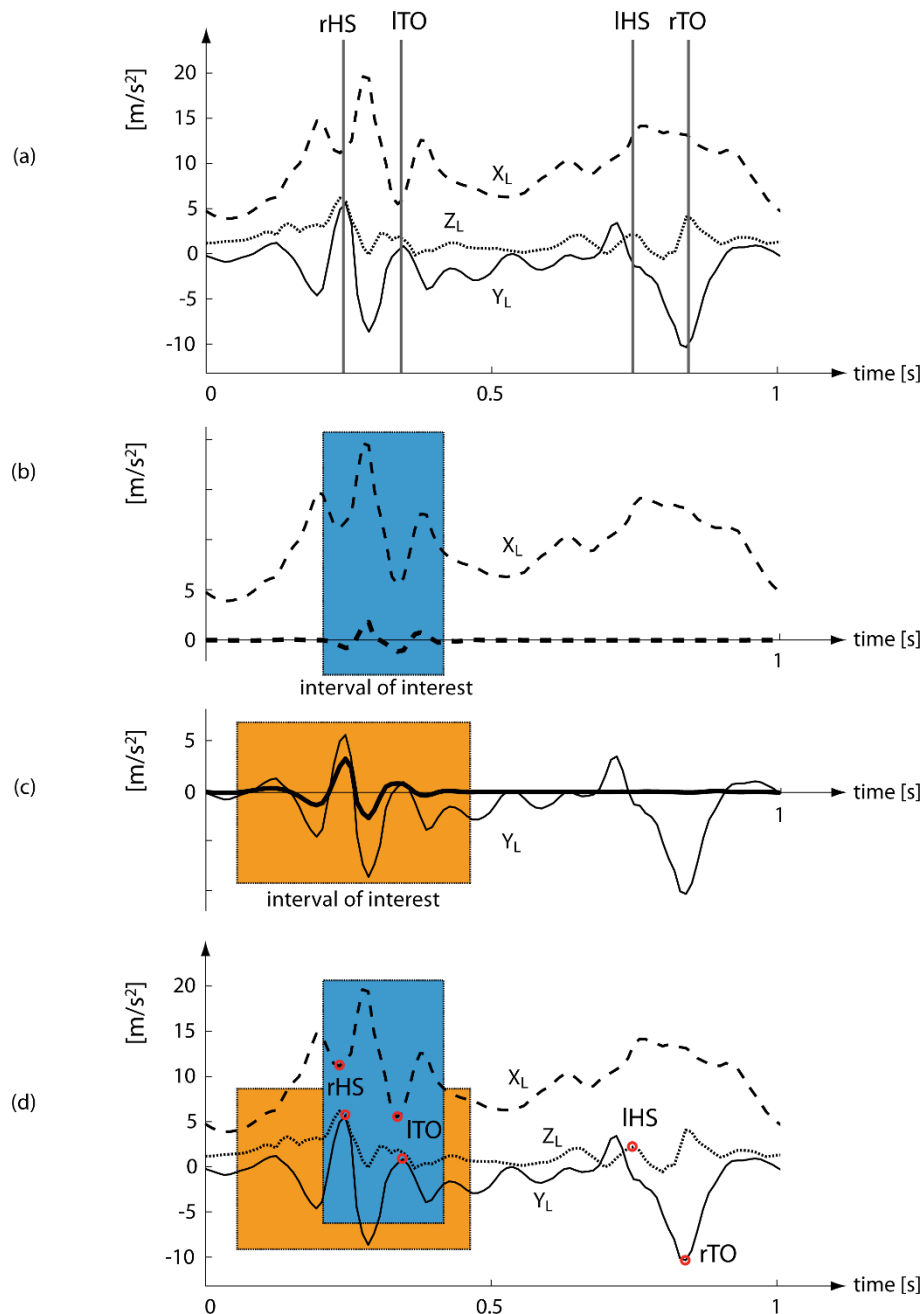 rHS lTO lHS rTO
[m/s²]
20
15
(a)
10
X_L
5
Z_L
0
-5
Y_L
-10
time [s]
0 0.5 1
(b)
[m/s²]
X_L
5
0
time [s]
1
interval of interest
[m/s²]
5
(c)
0
time [s]
1
Y_L
interval of interest
[m/s²]
20
15
10
X_L
rHS
(d)
5
lTO
lHS
Z_L
0
Y_L
-5
-10
rTO
time [s]
0 0.5 1